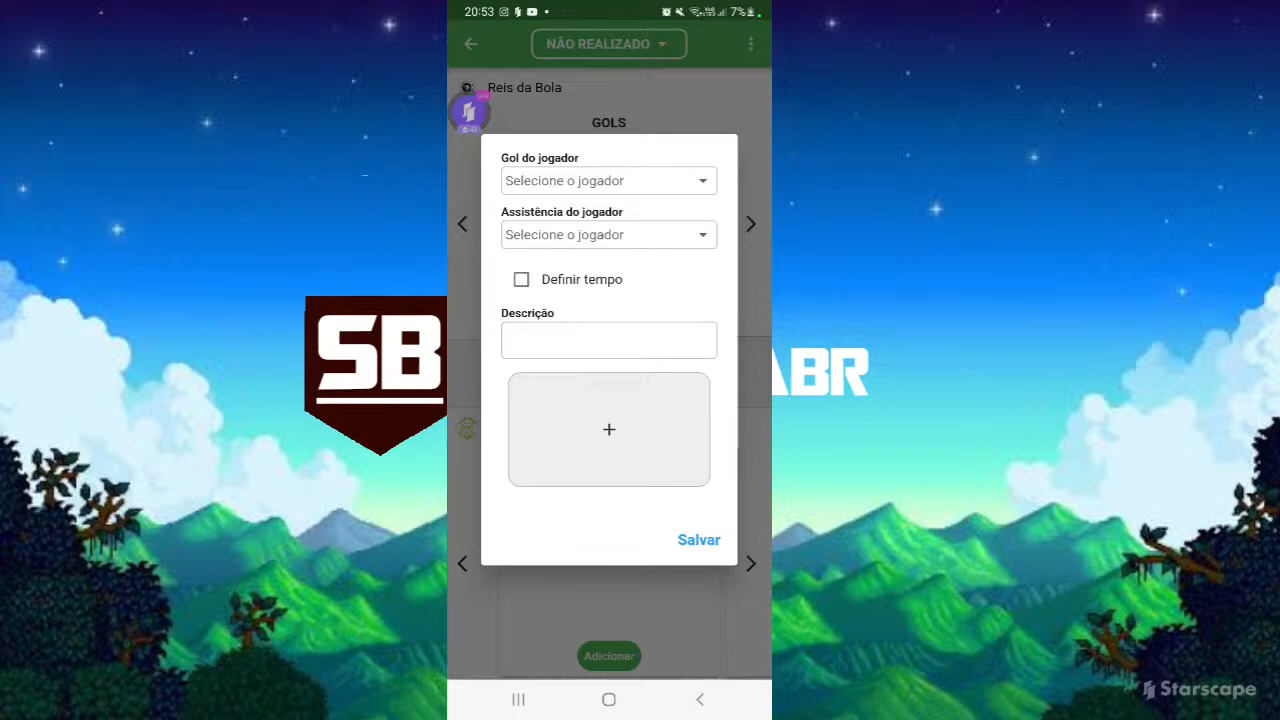 20:53
7%
NÃO REALIZADO
Reis da Bola
LIVE
GOLS
Gol do jogador
Selecione o jogador
Assistência do jogador
Selecione o jogador
Definir tempo
Descrição
+
SB
ABR
Salvar
Adicionar
Starscape